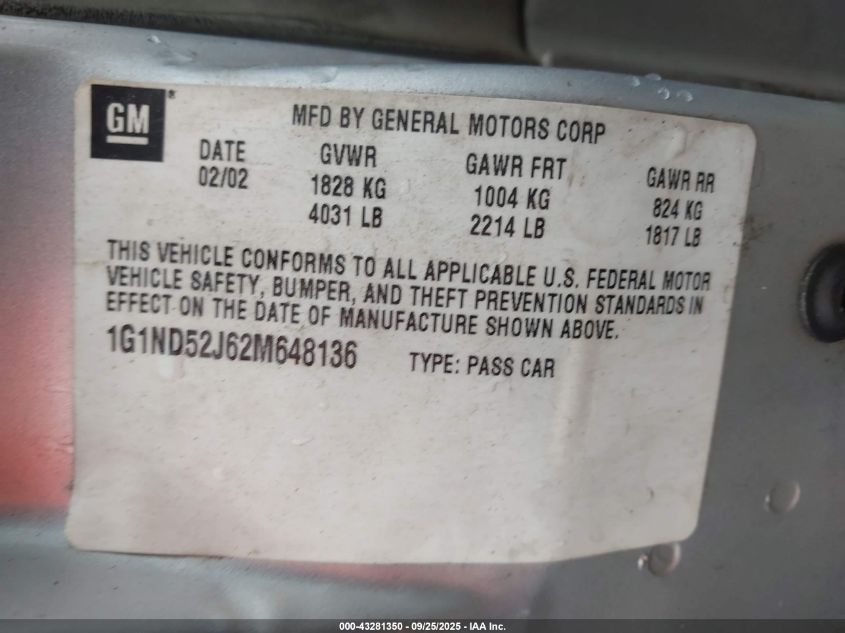 GM®
MFD BY GENERAL MOTORS CORP
DATE GVWR GAWR FRT GAWR RR
02/02 1828 KG 1004 KG 824 KG
4031 LB 2214 LB 1817 LB
THIS VEHICLE CONFORMS TO ALL APPLICABLE U.S. FEDERAL MOTOR
VEHICLE SAFETY, BUMPER, AND THEFT PREVENTION STANDARDS IN
EFFECT ON THE DATE OF MANUFACTURE SHOWN ABOVE.
1G1ND52J62M648136 TYPE: PASS CAR
000-43281350 - 09/25/2025 - IAA Inc.